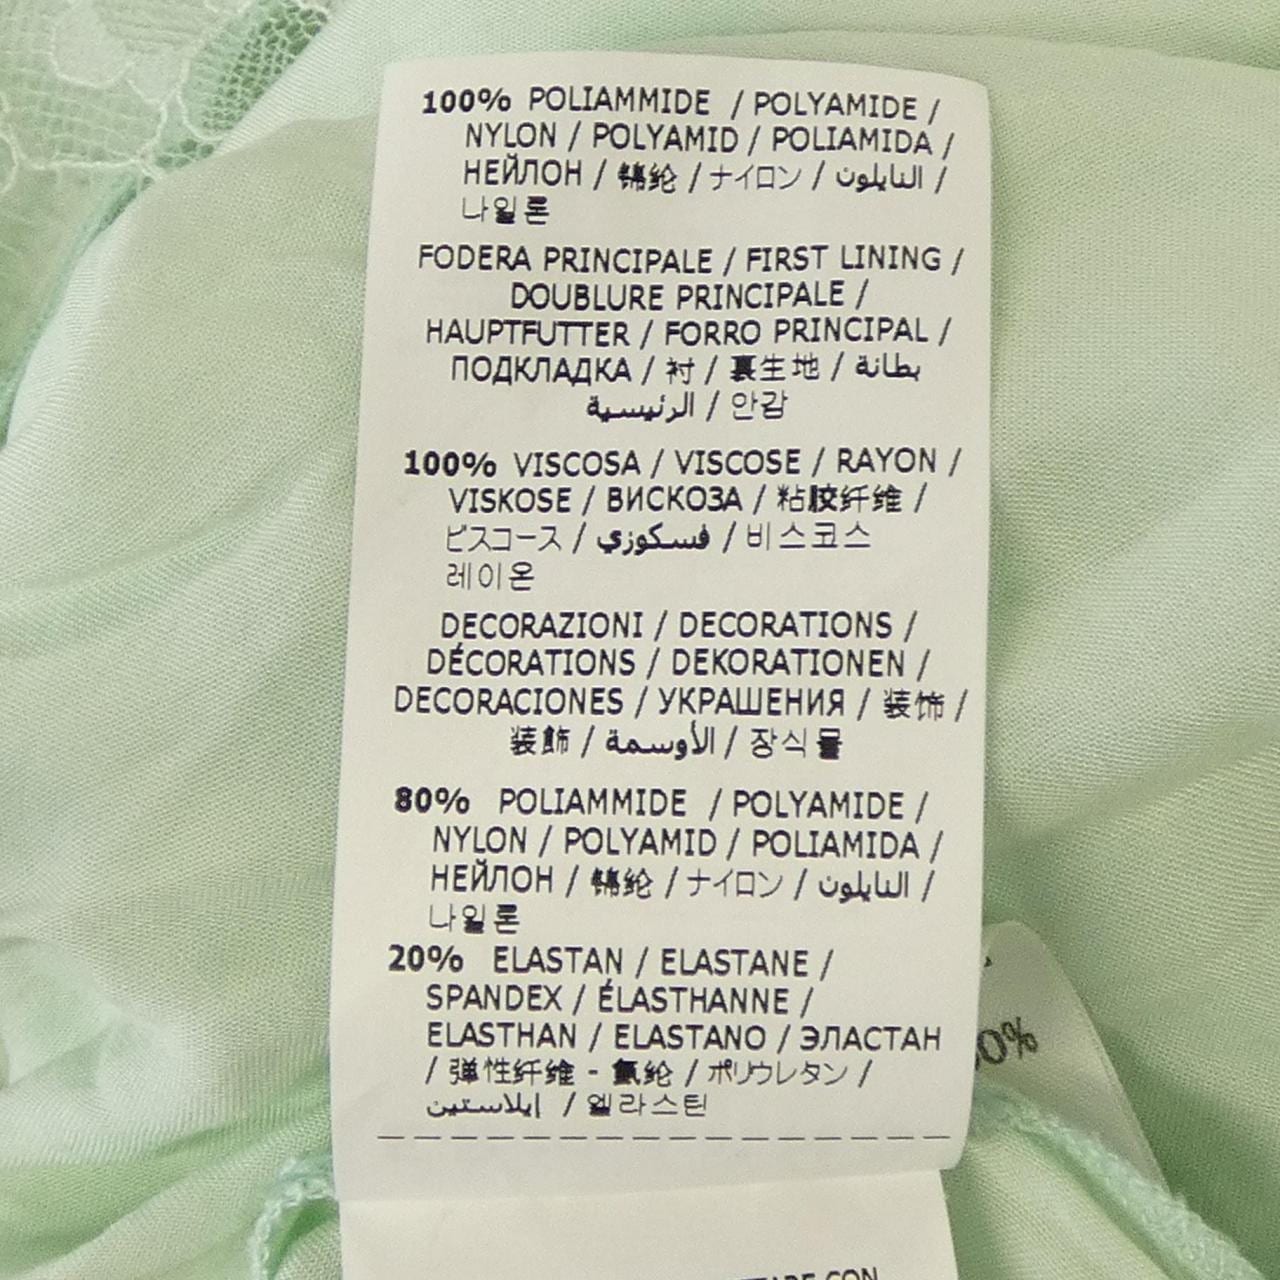 100% POLIAMMIDE / POLYAMIDE /
NYLON / POLYAMID / POLIAMIDA /
НЕЙЛОН / 锦纶 / ナイロン / النايلون /
나일론
FODERA PRINCIPALE / FIRST LINING /
DOUBLURE PRINCIPALE /
HAUPTFUTTER / FORRO PRINCIPAL /
ПОДКЛАДКА / 衬 / 裏生地 / بطانة
الرئيسية / 안감
100% VISCOSA / VISCOSE / RAYON /
VISKOSE / ВИСКОЗА / 粘胶纤维 /
ビスコース / فسكوزي / 비스코스
레이온
DECORAZIONI / DECORATIONS /
DÉCORATIONS / DEKORATIONEN /
DECORACIONES / УКРАШЕНИЯ / 装饰 /
装飾 / الأوسمة / 장식물
80% POLIAMMIDE / POLYAMIDE /
NYLON / POLYAMID / POLIAMIDA /
НЕЙЛОН / 锦纶 / ナイロン / النايلون /
나일론
20% ELASTAN / ELASTANE /
SPANDEX / ÉLASTHANNE /
ELASTHAN / ELASTANO / ЭЛАСТАН
/ 弹性纤维 - 氨纶 / ポリウレタン /
إيلاستين / 엘라스틴